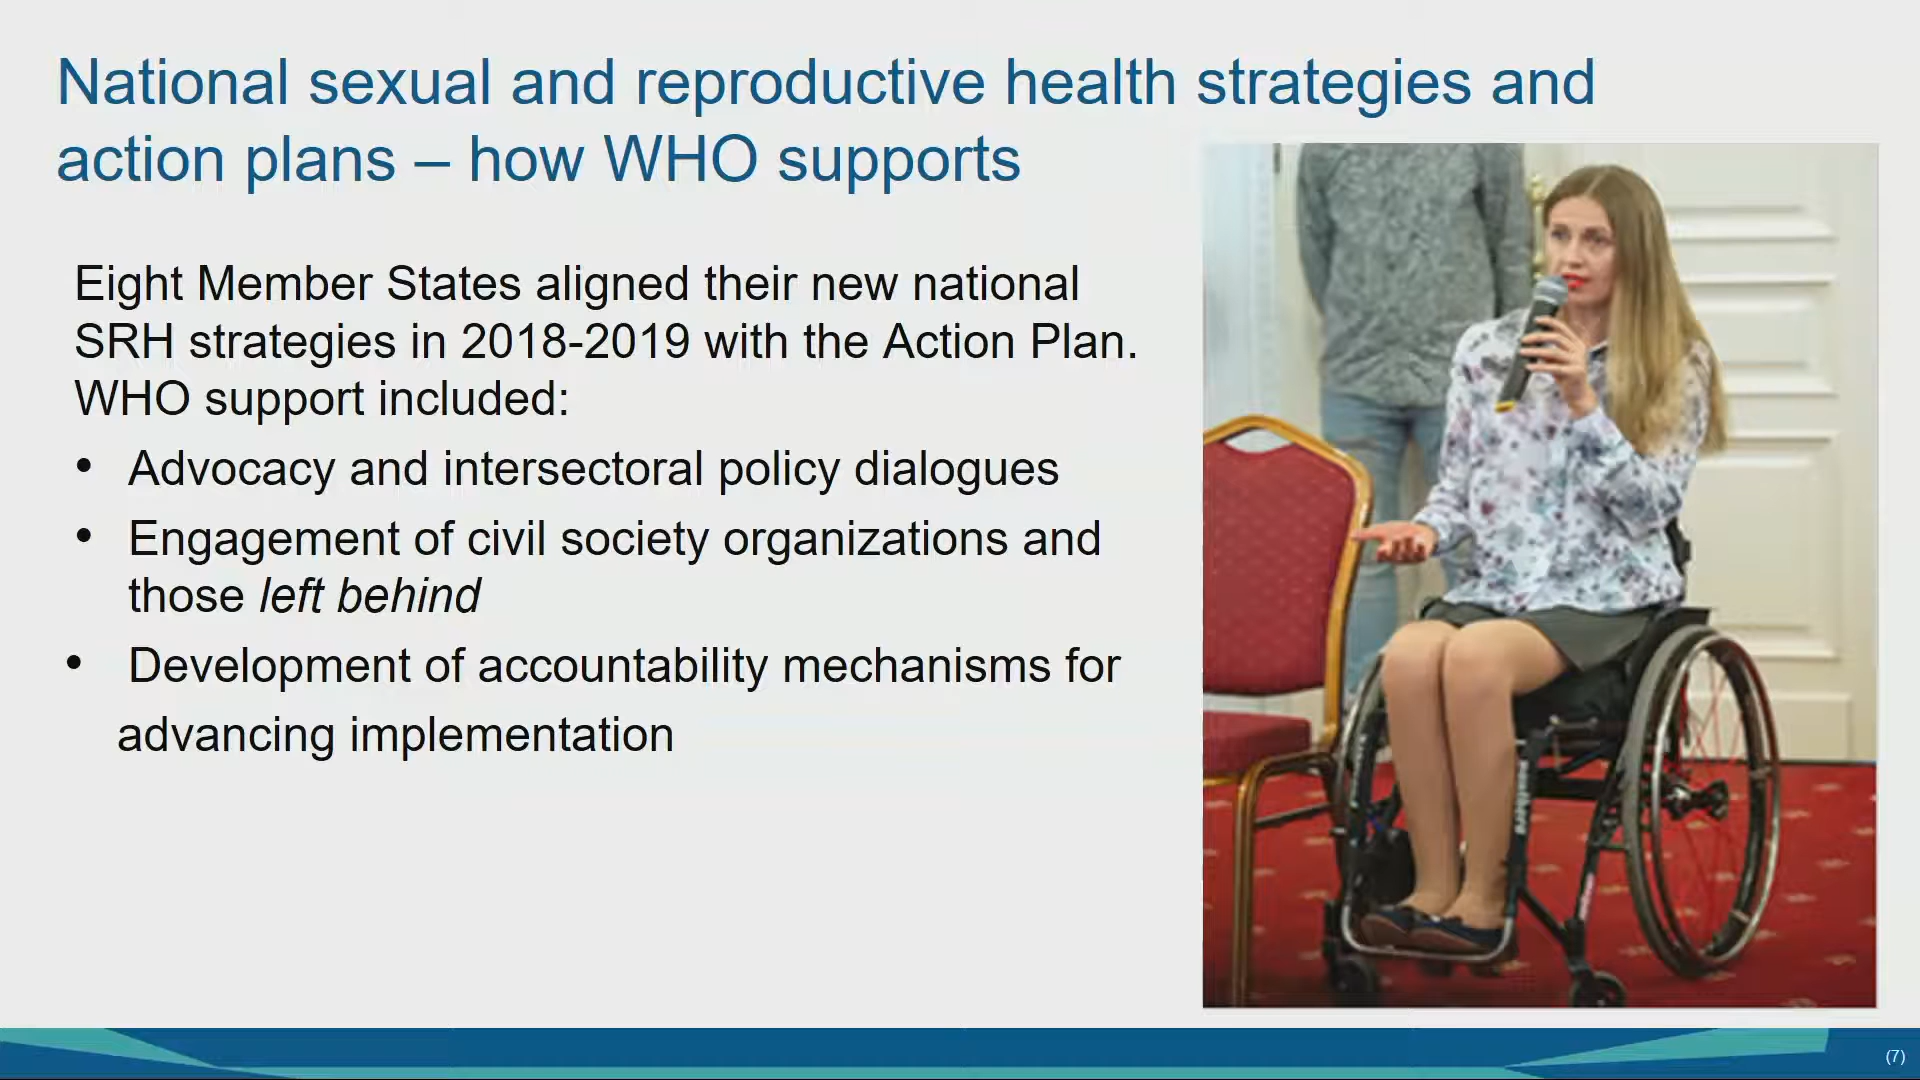 National sexual and reproductive health strategies and
action plans – how WHO supports
Eight Member States aligned their new national
SRH strategies in 2018-2019 with the Action Plan.
WHO support included:
• Advocacy and intersectoral policy dialogues
• Engagement of civil society organizations and
those left behind
• Development of accountability mechanisms for
advancing implementation
(7)